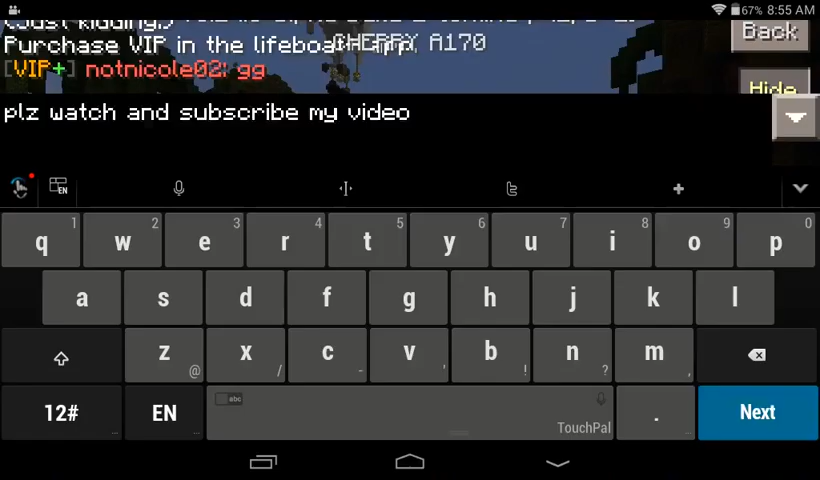 67% 8:55 AM
Purchase VIP in the lifeboat app.
CHERRY A170
Back
[VIP+] notnicole02: gg
Hide
plz watch and subscribe my video
EN
1 2 3 4 5 6 7 8 9 0
q w e r t y u i o p
a s d f g h j k l
z x c v b n m
@ / - ' ! ? ,
12# EN abc TouchPal . Next